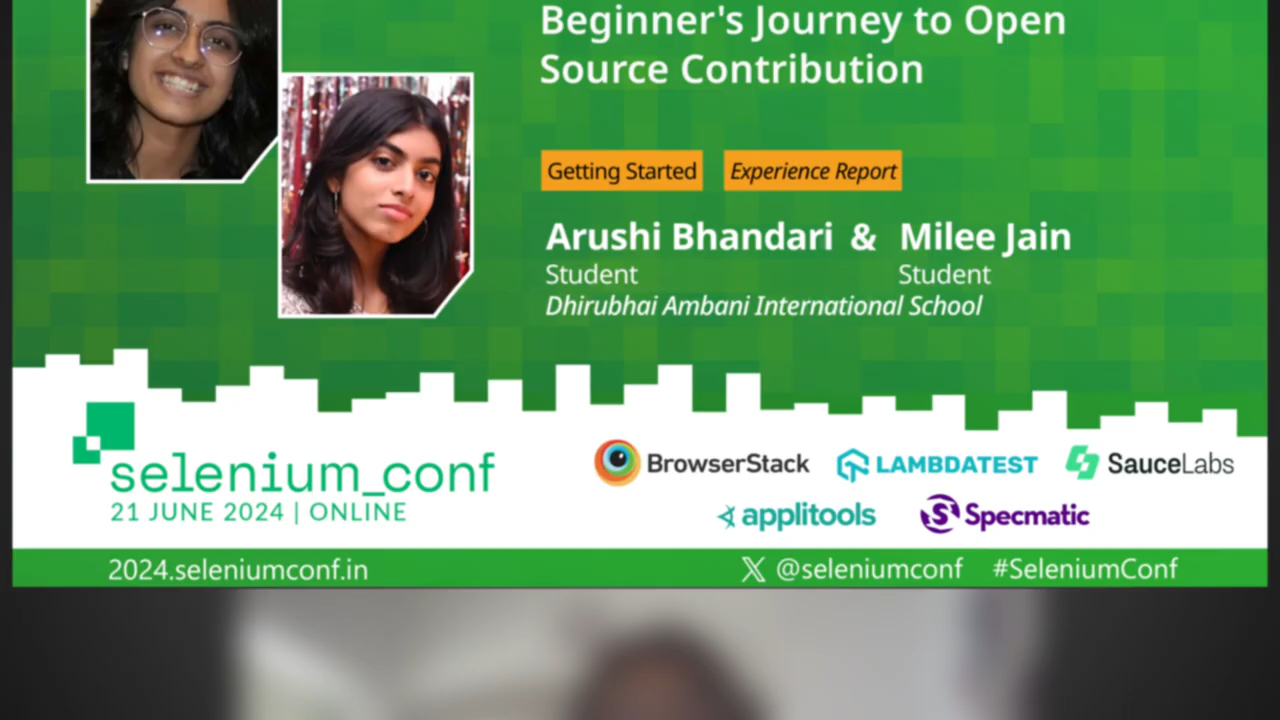 Beginner's Journey to Open
Source Contribution
Getting Started Experience Report
Arushi Bhandari & Milee Jain
Student Student
Dhirubhai Ambani International School
selenium_conf
21 JUNE 2024 | ONLINE
BrowserStack LAMBDATEST SauceLabs
applitools Specmatic
2024.seleniumconf.in X @seleniumconf #SeleniumConf